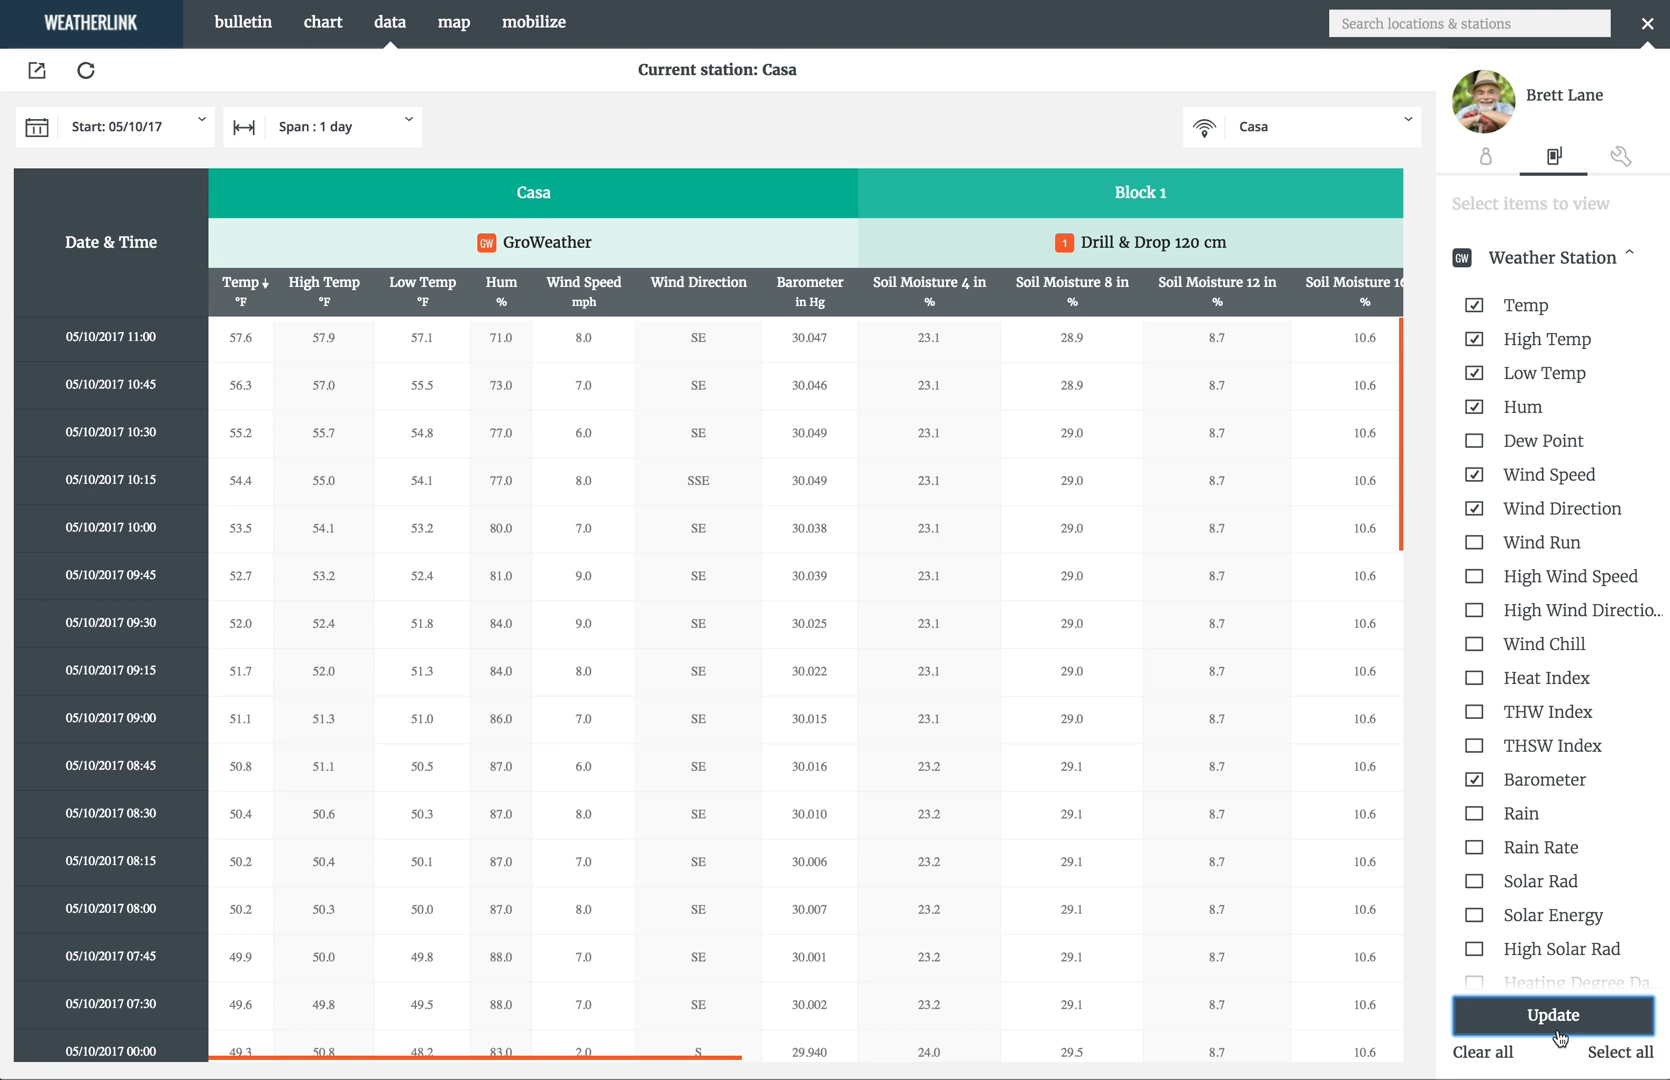 WEATHERLINK bulletin chart data map mobilize Search locations & stations
Current station: Casa
Brett Lane
Start: 05/10/17 Span : 1 day Casa
Select items to view
Date & Time Casa Block 1
GW GroWeather 1 Drill & Drop 120 cm
Temp High Temp Low Temp Hum Wind Speed Wind Direction Barometer Soil Moisture 4 in Soil Moisture 8 in Soil Moisture 12 in Soil Moisture 16
°F °F °F % mph in Hg % % % %
05/10/2017 11:00 57.6 57.9 57.1 71.0 8.0 SE 30.047 23.1 28.9 8.7 10.6
05/10/2017 10:45 56.3 57.0 55.5 73.0 7.0 SE 30.046 23.1 28.9 8.7 10.6
05/10/2017 10:30 55.2 55.7 54.8 77.0 6.0 SE 30.049 23.1 29.0 8.7 10.6
05/10/2017 10:15 54.4 55.0 54.1 77.0 8.0 SSE 30.049 23.1 29.0 8.7 10.6
05/10/2017 10:00 53.5 54.1 53.2 80.0 7.0 SE 30.038 23.1 29.0 8.7 10.6
05/10/2017 09:45 52.7 53.2 52.4 81.0 9.0 SE 30.039 23.1 29.0 8.7 10.6
05/10/2017 09:30 52.0 52.4 51.8 84.0 9.0 SE 30.025 23.1 29.0 8.7 10.6
05/10/2017 09:15 51.7 52.0 51.3 84.0 8.0 SE 30.022 23.1 29.0 8.7 10.6
05/10/2017 09:00 51.1 51.3 51.0 86.0 7.0 SE 30.015 23.1 29.0 8.7 10.6
05/10/2017 08:45 50.8 51.1 50.5 87.0 6.0 SE 30.016 23.2 29.1 8.7 10.6
05/10/2017 08:30 50.4 50.6 50.3 87.0 8.0 SE 30.010 23.2 29.1 8.7 10.6
05/10/2017 08:15 50.2 50.4 50.1 87.0 7.0 SE 30.006 23.2 29.1 8.7 10.6
05/10/2017 08:00 50.2 50.3 50.0 87.0 8.0 SE 30.007 23.2 29.1 8.7 10.6
05/10/2017 07:45 49.9 50.0 49.8 88.0 7.0 SE 30.001 23.2 29.1 8.7 10.6
05/10/2017 07:30 49.6 49.8 49.5 88.0 7.0 SE 30.002 23.2 29.1 8.7 10.6
05/10/2017 00:00 49.3 50.8 48.2 83.0 2.0 S 29.940 24.0 29.5 8.7 10.6
GW Weather Station
Temp
High Temp
Low Temp
Hum
Dew Point
Wind Speed
Wind Direction
Wind Run
High Wind Speed
High Wind Directio...
Wind Chill
Heat Index
THW Index
THSW Index
Barometer
Rain
Rain Rate
Solar Rad
Solar Energy
High Solar Rad
Heating Degree Da...
Update
Clear all Select all